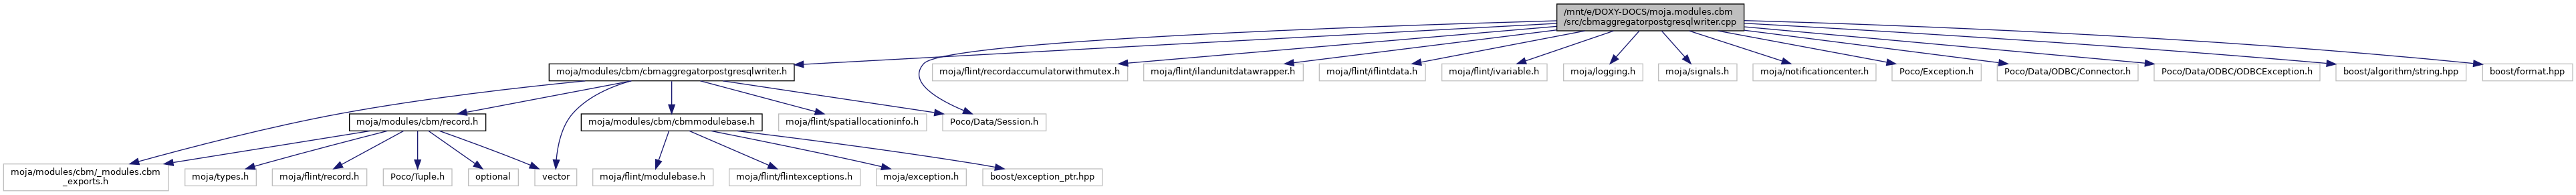 /mnt/e/DOXY-DOCS/moja.modules.cbm
/src/cbmaggregatorpostgresqlwriter.cpp
moja/modules/cbm/cbmaggregatorpostgresqlwriter.h
moja/flint/recordaccumulatorwithmutex.h
moja/flint/ilandunitdatawrapper.h
moja/flint/iflintdata.h
moja/flint/ivariable.h
moja/logging.h
moja/signals.h
moja/notificationcenter.h
Poco/Exception.h
Poco/Data/ODBC/Connector.h
Poco/Data/ODBC/ODBCException.h
boost/algorithm/string.hpp
boost/format.hpp
moja/modules/cbm/record.h
moja/modules/cbm/cbmmodulebase.h
moja/flint/spatiallocationinfo.h
Poco/Data/Session.h
moja/modules/cbm/_modules.cbm
_exports.h
moja/types.h
moja/flint/record.h
Poco/Tuple.h
optional
vector
moja/flint/modulebase.h
moja/flint/flintexceptions.h
moja/exception.h
boost/exception_ptr.hpp